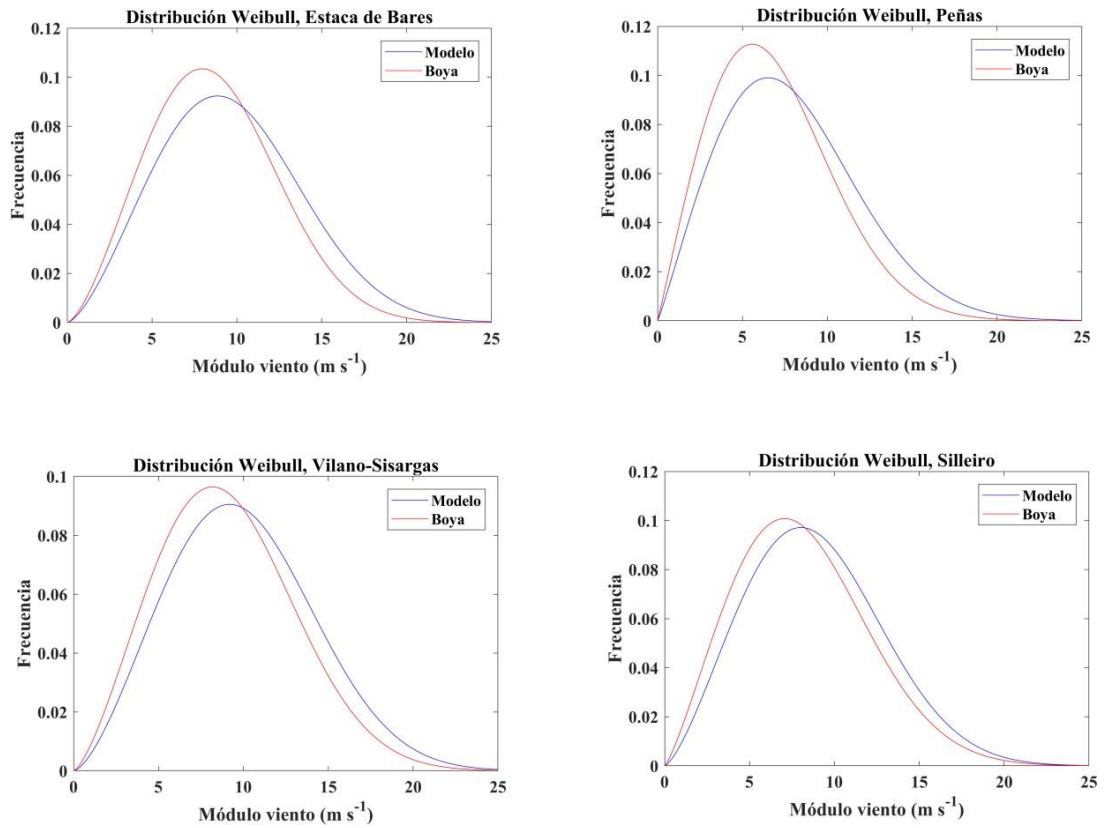 Distribución Weibull, Estaca de Bares
0.12
0.1
0.08
0.06
0.04
0.02
0
Frecuencia
Modelo
Boya
0 5 10 15 20 25
Módulo viento (m s-1)
Distribución Weibull, Peñas
0.12
0.1
0.08
0.06
0.04
0.02
0
Frecuencia
Modelo
Boya
0 5 10 15 20 25
Módulo viento (m s-1)
Distribución Weibull, Vilano-Sisargas
0.1
0.08
0.06
0.04
0.02
0
Frecuencia
Modelo
Boya
0 5 10 15 20 25
Módulo viento (m s-1)
Distribución Weibull, Silleiro
0.12
0.1
0.08
0.06
0.04
0.02
0
Frecuencia
Modelo
Boya
0 5 10 15 20 25
Módulo viento (m s-1)